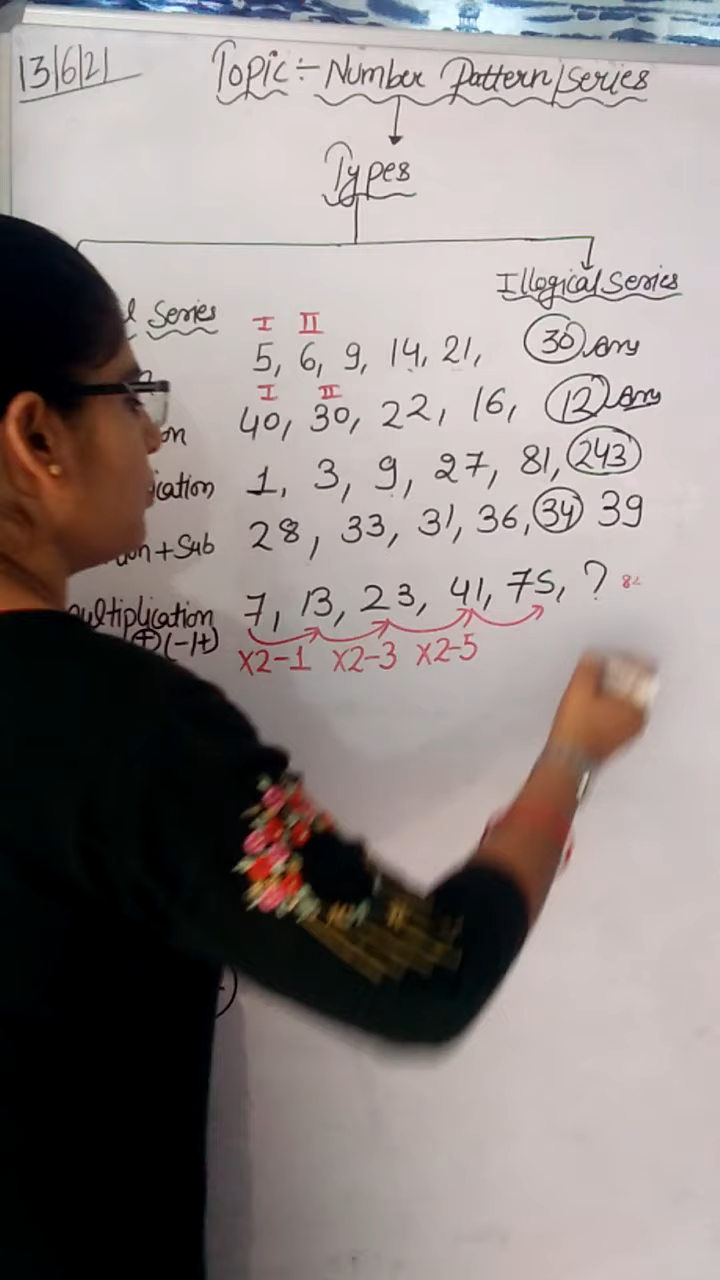 13/6/21
Topic:- Number Pattern/Series
Types
Illogical Series
Series
I II
5, 6, 9, 14, 21, 30 Ans
I II
40, 30, 22, 16, 12 Ans
1, 3, 9, 27, 81, 243
+Sub 28, 33, 31, 36, 34 39
7, 13, 23, 41, 75, ?
(+) (-1+)
x2-1 x2-3 x2-5